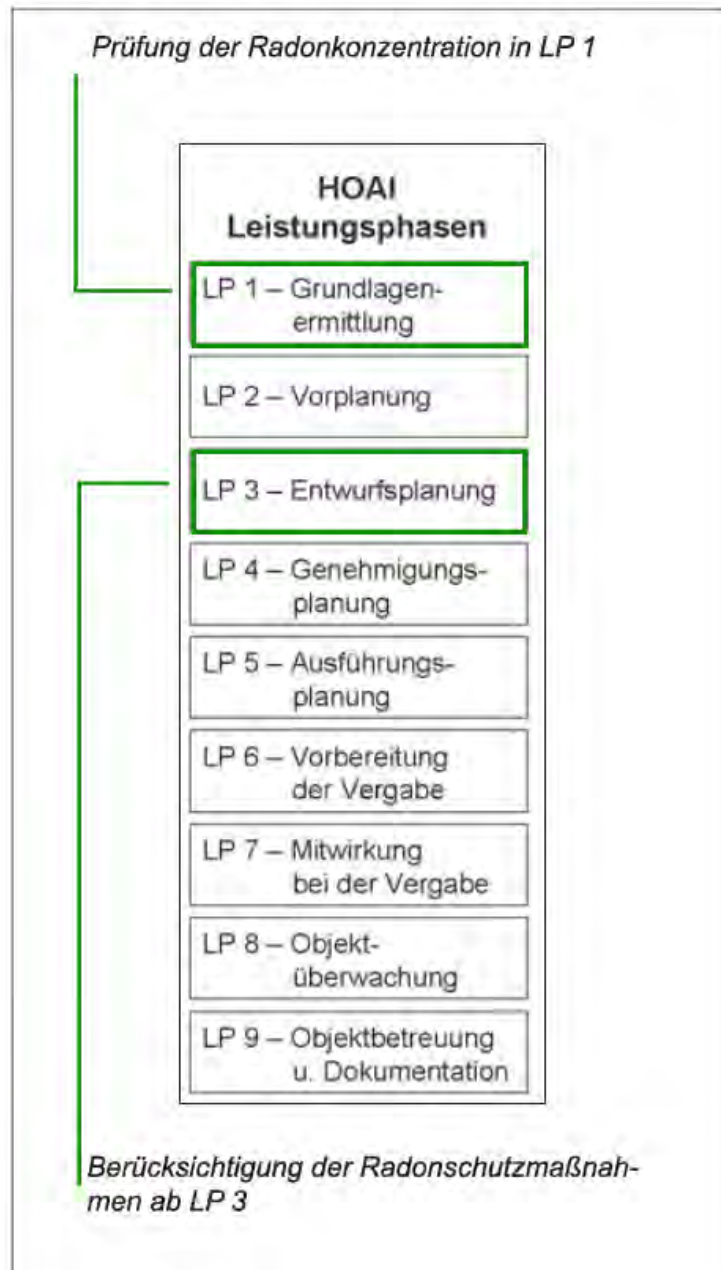 Prüfung der Radonkonzentration in LP 1
HOAI
Leistungsphasen
LP 1 – Grundlagen-
ermittlung
LP 2 – Vorplanung
LP 3 – Entwurfsplanung
LP 4 – Genehmigungs-
planung
LP 5 – Ausführungs-
planung
LP 6 – Vorbereitung
der Vergabe
LP 7 – Mitwirkung
bei der Vergabe
LP 8 – Objekt-
überwachung
LP 9 – Objektbetreuung
u. Dokumentation
Berücksichtigung der Radonschutzmaßnah-
men ab LP 3